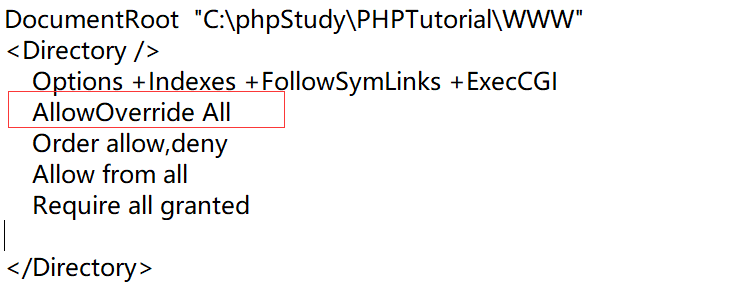 DocumentRoot  "C:\phpStudy\PHPTutorial\WWW"
<Directory />
    Options +Indexes +FollowSymLinks +ExecCGI
    AllowOverride All
    Order allow,deny
    Allow from all
    Require all granted
</Directory>